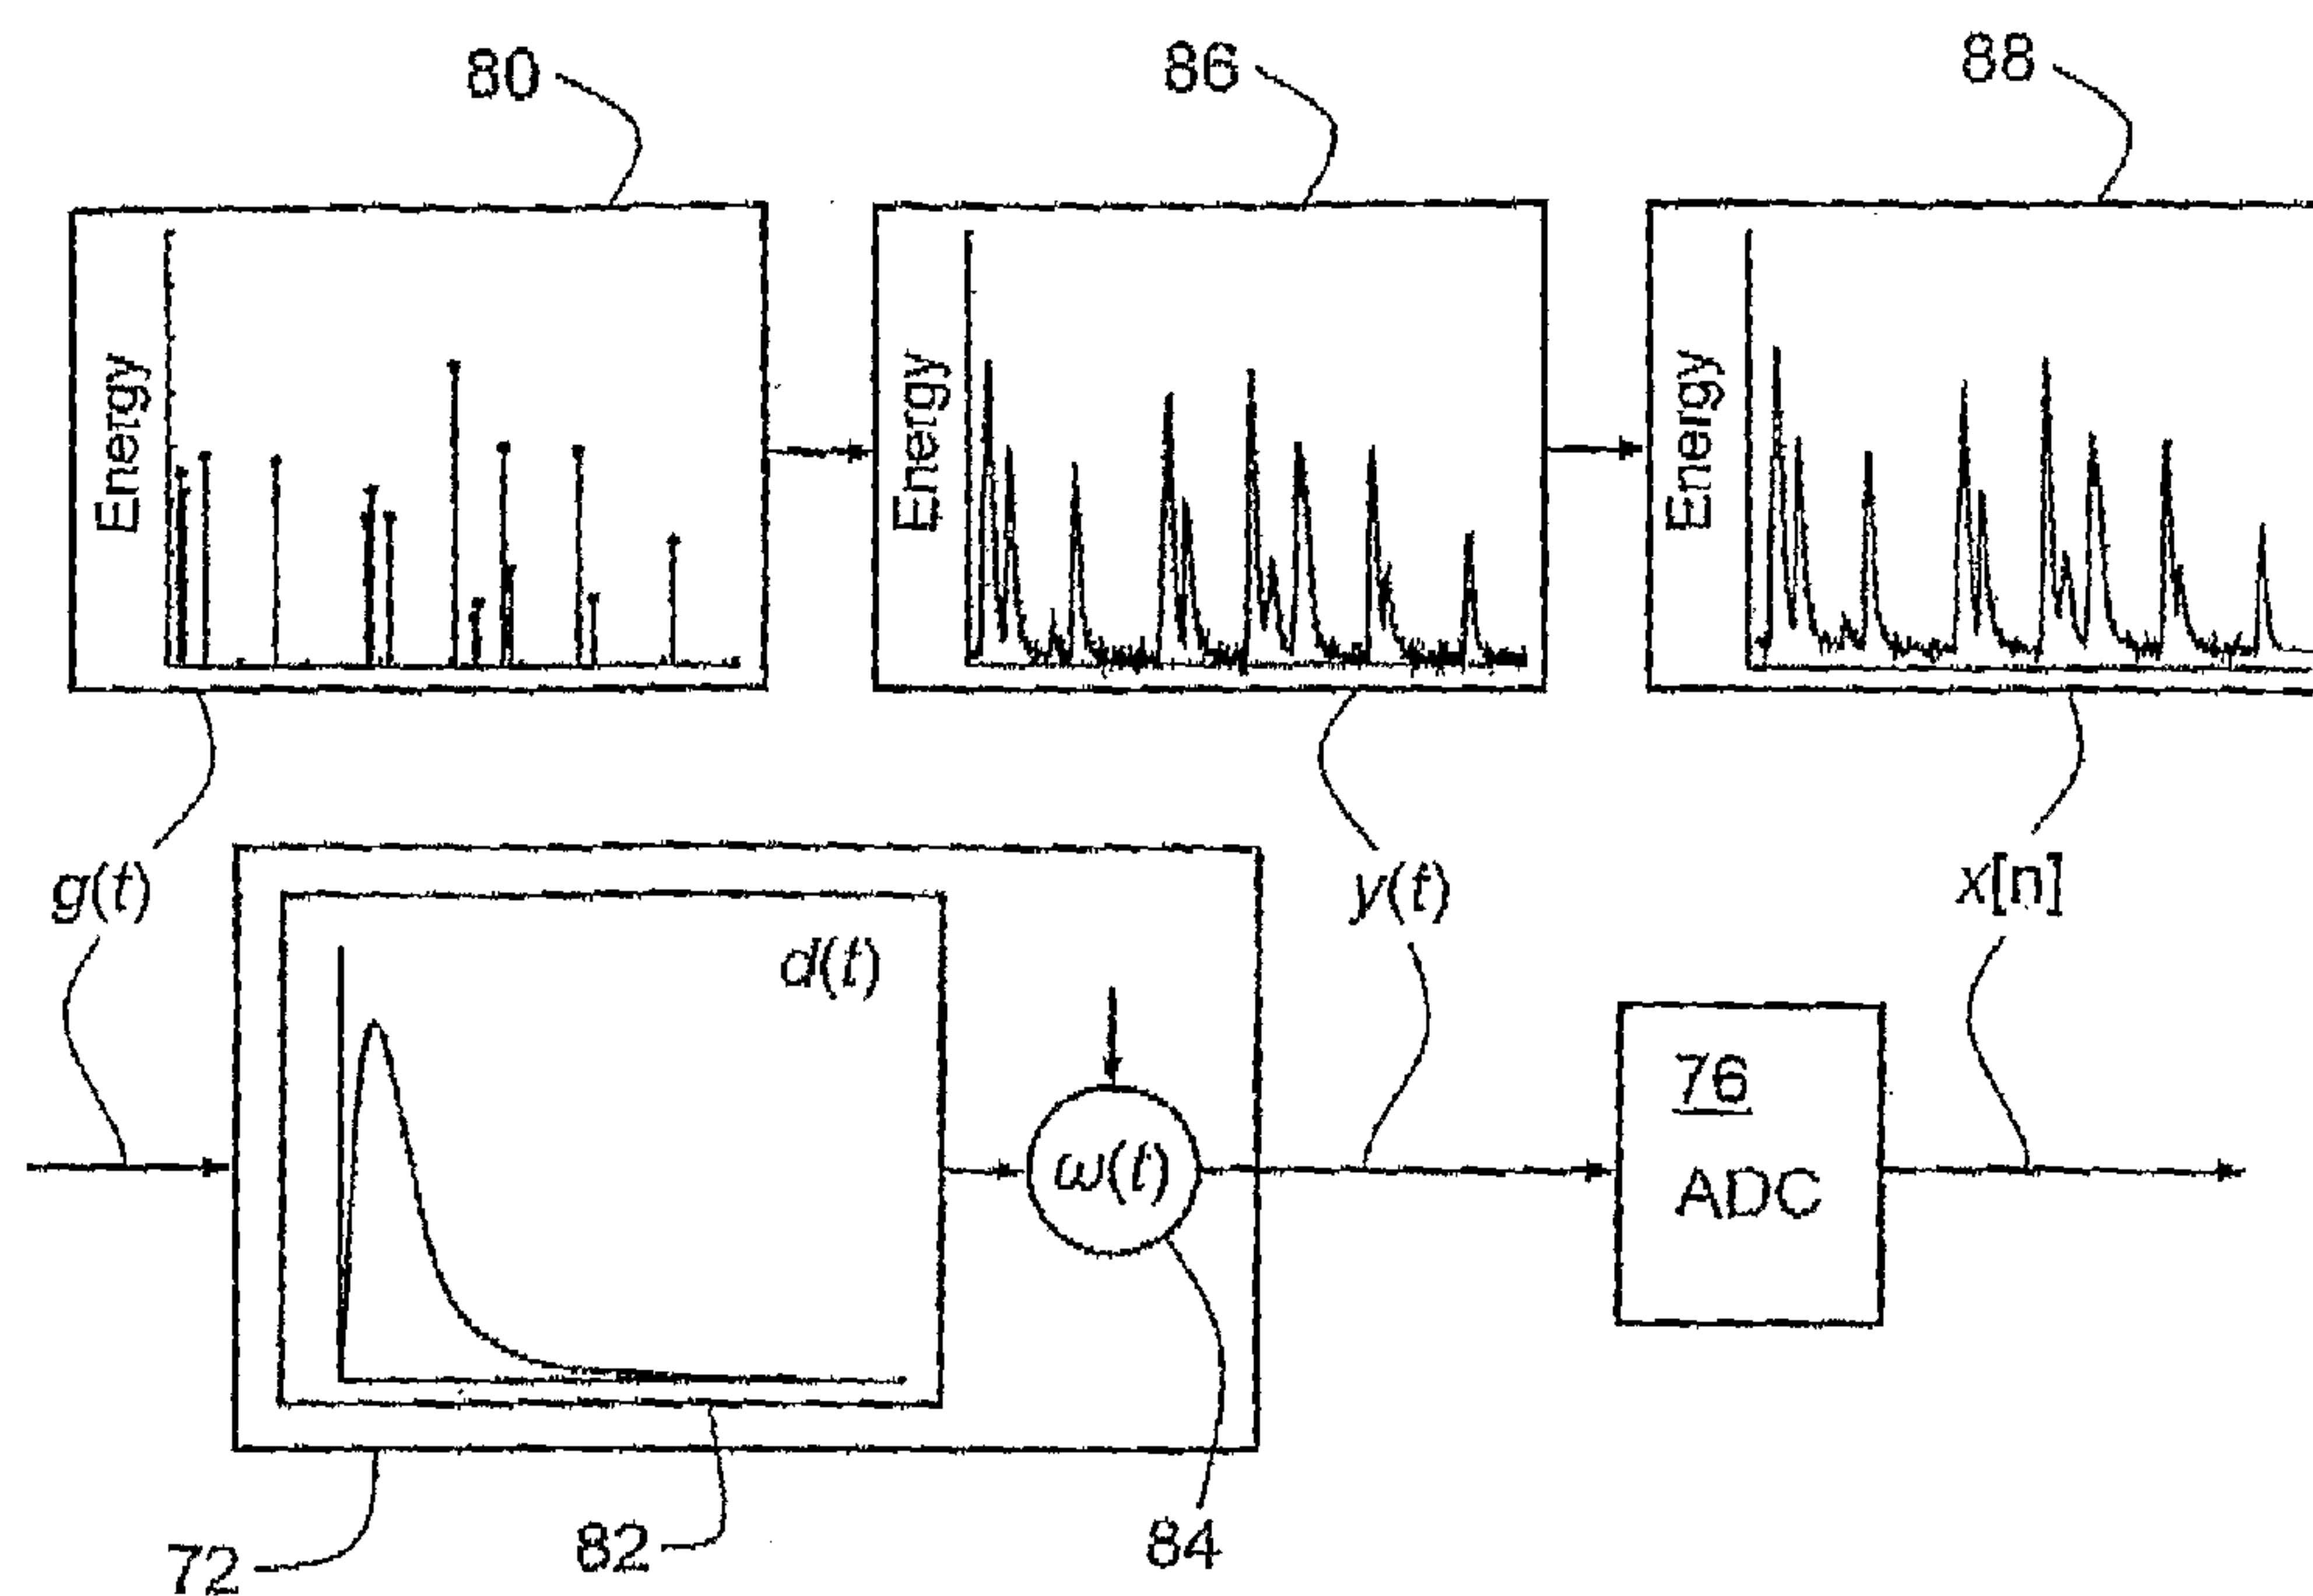 80
86
88
Energy
Energy
Energy
g(t)
y(t)
x[n]
d(t)
ω(t)
76
ADC
72
82
84